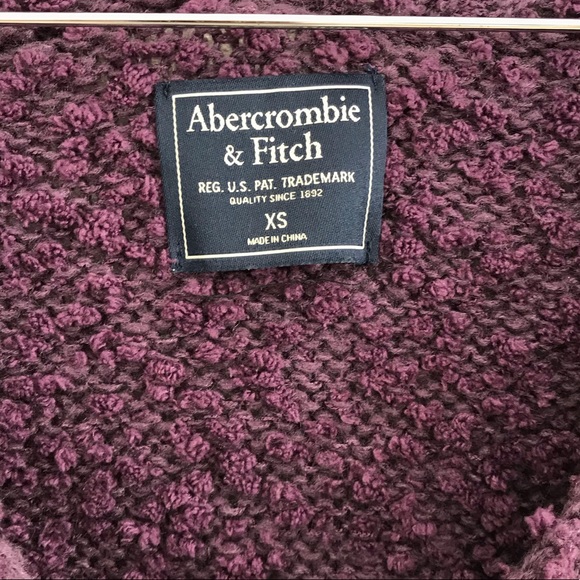 Abercrombie
& Fitch
REG. U.S. PAT. TRADEMARK
QUALITY SINCE 1892
XS
MADE IN CHINA